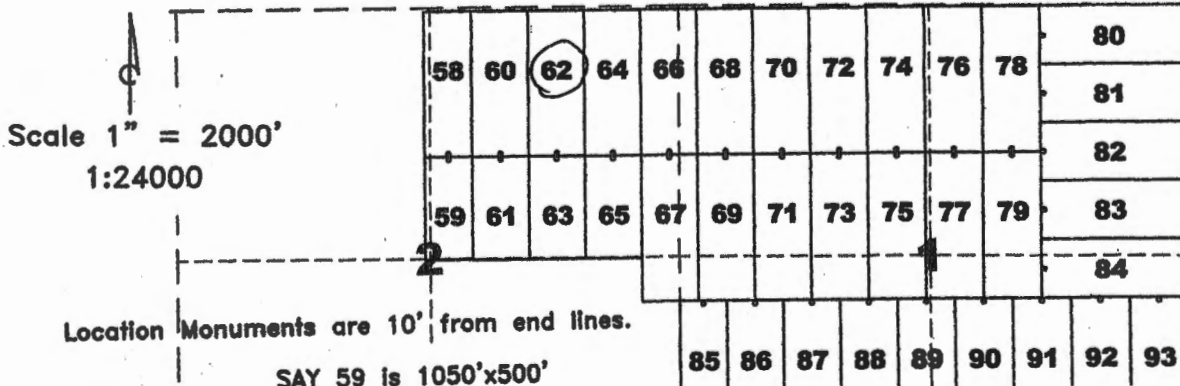 80
58 60 62 64 66 68 70 72 74 76 78
81
Scale 1" = 2000'
1:24000
82
59 61 63 65 67 69 71 73 75 77 79
83
2 1
84
Location Monuments are 10' from end lines.
85 86 87 88 89 90 91 92 93
SAY 59 is 1050'x500'